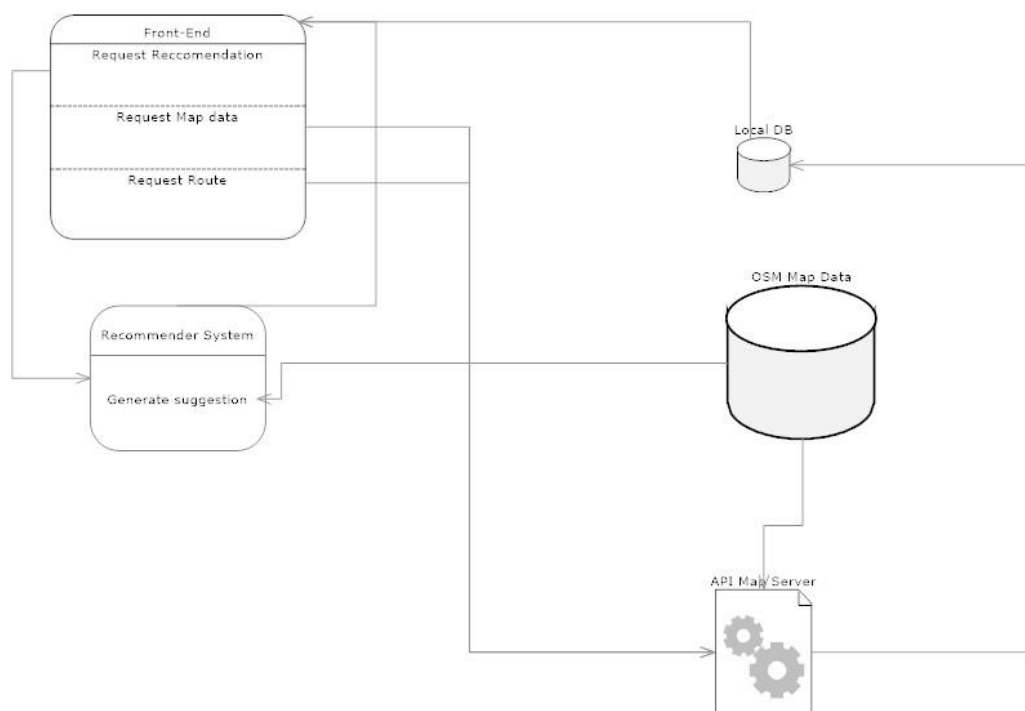 Front-End
Request Reccomendation
Request Map data
Request Route
Local DB
OSM Map Data
Recommender System
Generate suggestion
API Map/Server